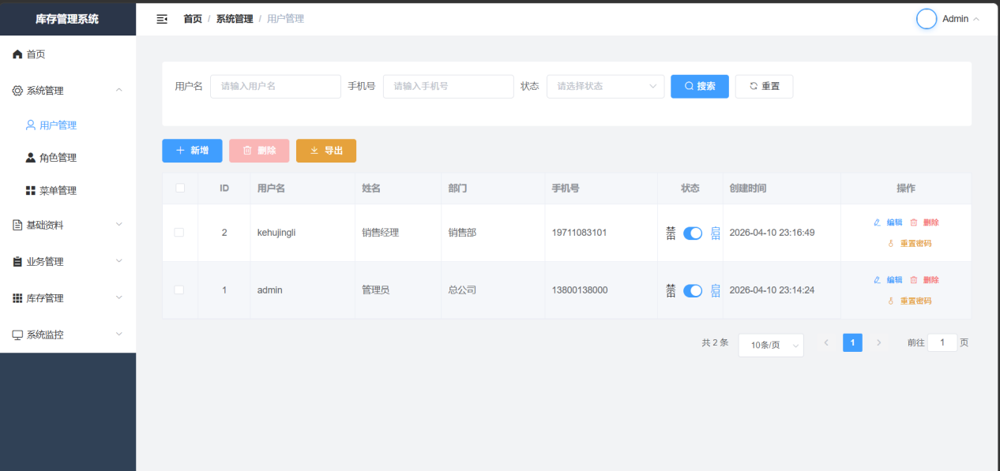 库存管理系统
首页 / 系统管理 / 用户管理
Admin
首页
系统管理
用户管理
角色管理
菜单管理
基础资料
业务管理
库存管理
系统监控
用户名 请输入用户名 手机号 请输入手机号 状态 请选择状态 搜索 重置
新增 删除 导出
ID 用户名 姓名 部门 手机号 状态 创建时间 操作
2 kehujingli 销售经理 销售部 19711083101 禁 启 2026-04-10 23:16:49 编辑 删除
重置密码
1 admin 管理员 总公司 13800138000 禁 启 2026-04-10 23:14:24 编辑 删除
重置密码
共 2 条 10条/页 1 前往 1 页